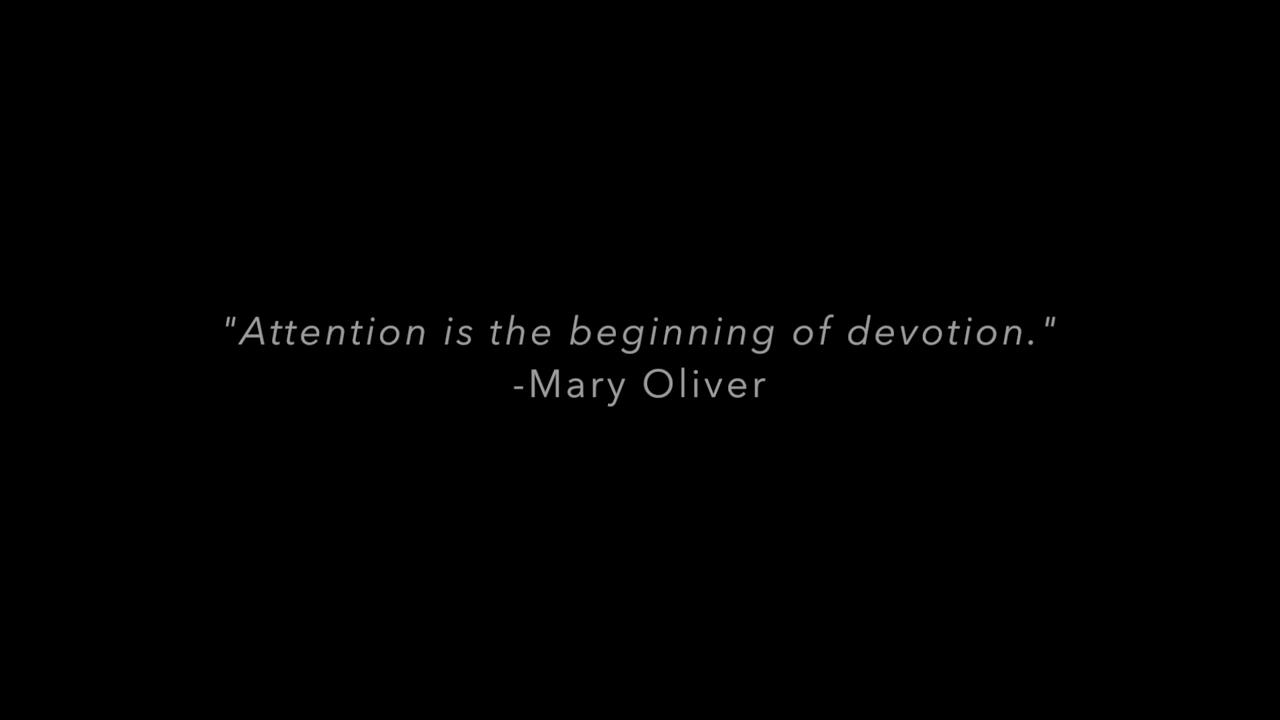 "Attention is the beginning of devotion."
-Mary Oliver